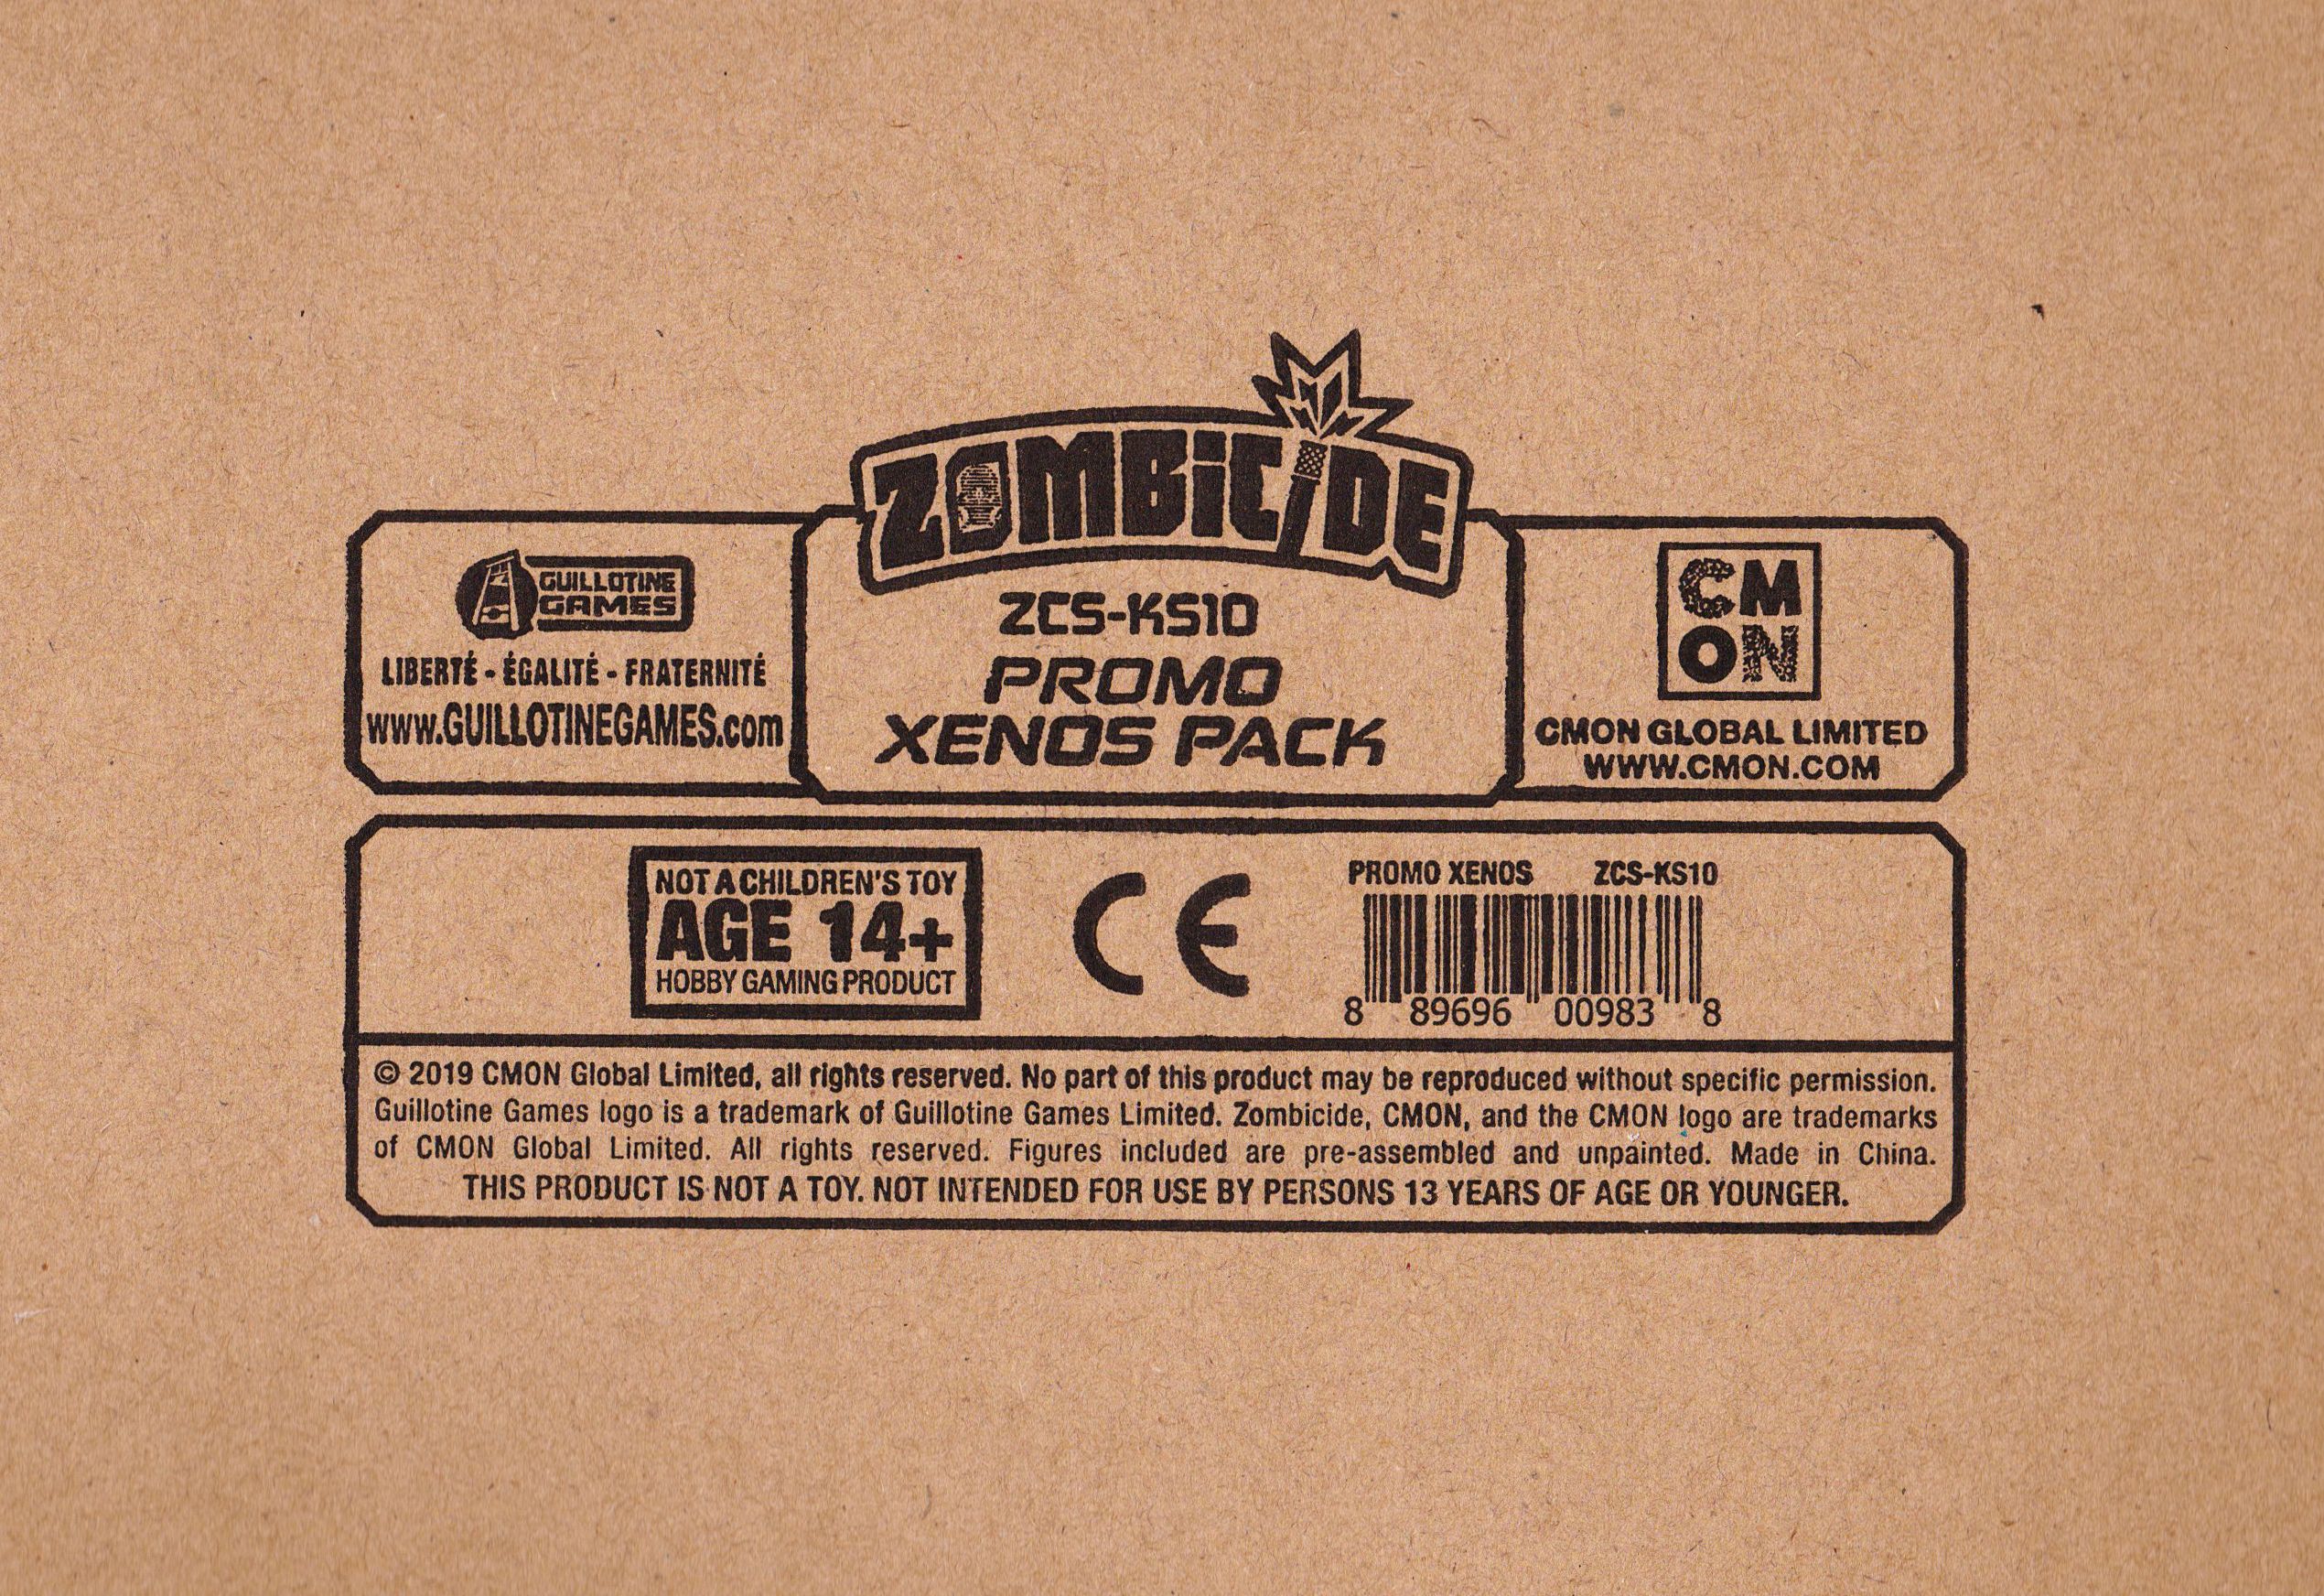 ZOMBiCiDE
GUILLOTINE
GAMES
LIBERTÉ - ÉGALITÉ - FRATERNITÉ
www.GUILLOTINEGAMES.com
ZCS-KS10
PROMO
XENOS PACK
CM
ON
CMON GLOBAL LIMITED
WWW.CMON.COM
NOT A CHILDREN'S TOY
AGE 14+
HOBBY GAMING PRODUCT
CE
PROMO XENOS ZCS-KS10
8 89696 00983 8
© 2019 CMON Global Limited, all rights reserved. No part of this product may be reproduced without specific permission.
Guillotine Games logo is a trademark of Guillotine Games Limited. Zombicide, CMON, and the CMON logo are trademarks
of CMON Global Limited. All rights reserved. Figures included are pre-assembled and unpainted. Made in China.
THIS PRODUCT IS NOT A TOY. NOT INTENDED FOR USE BY PERSONS 13 YEARS OF AGE OR YOUNGER.